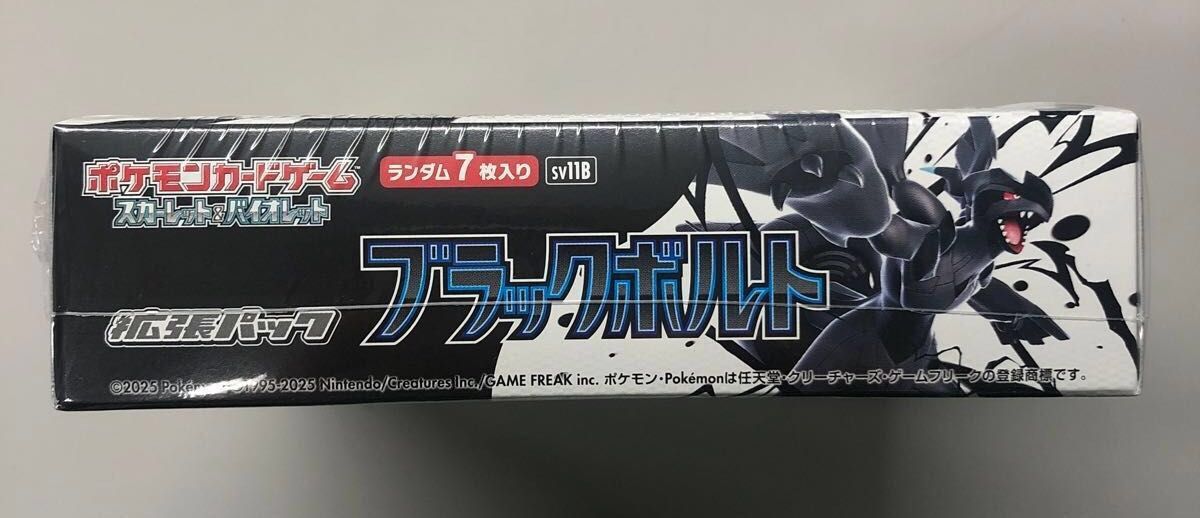 ポケモンカードゲーム
スカーレット&バイオレット
ランダム7枚入り
sv11B
ブラックボルト
拡張パック
©2025 Pokémon. ©1995-2025 Nintendo/Creatures Inc./GAME FREAK inc. ポケモン・Pokémonは任天堂・クリーチャーズ・ゲームフリークの登録商標です。